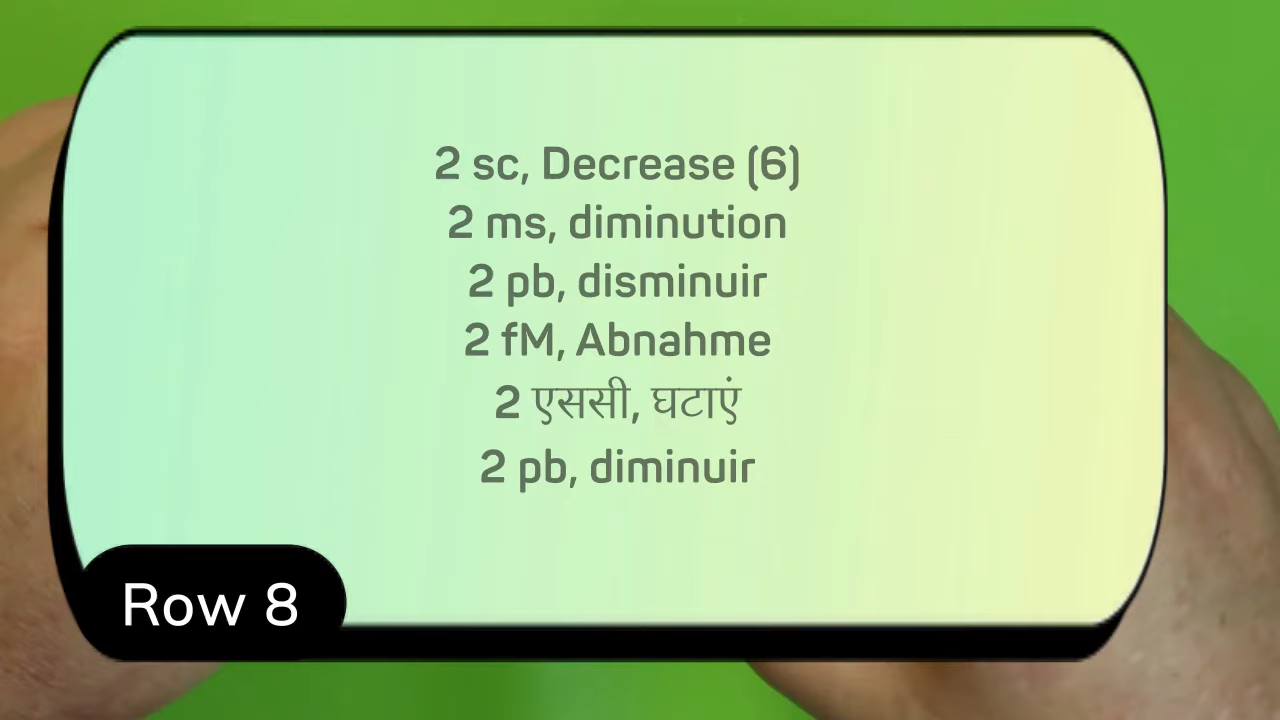 2 sc, Decrease (6)
2 ms, diminution
2 pb, disminuir
2 fM, Abnahme
2 एससी, घटाएं
2 pb, diminuir
Row 8